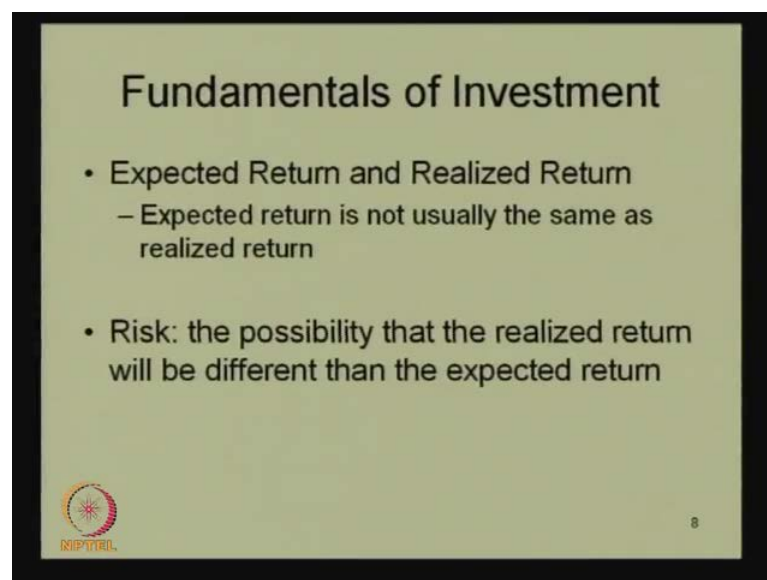 Fundamentals of Investment
• Expected Return and Realized Return
– Expected return is not usually the same as
realized return
• Risk: the possibility that the realized return
will be different than the expected return
NPTEL
8